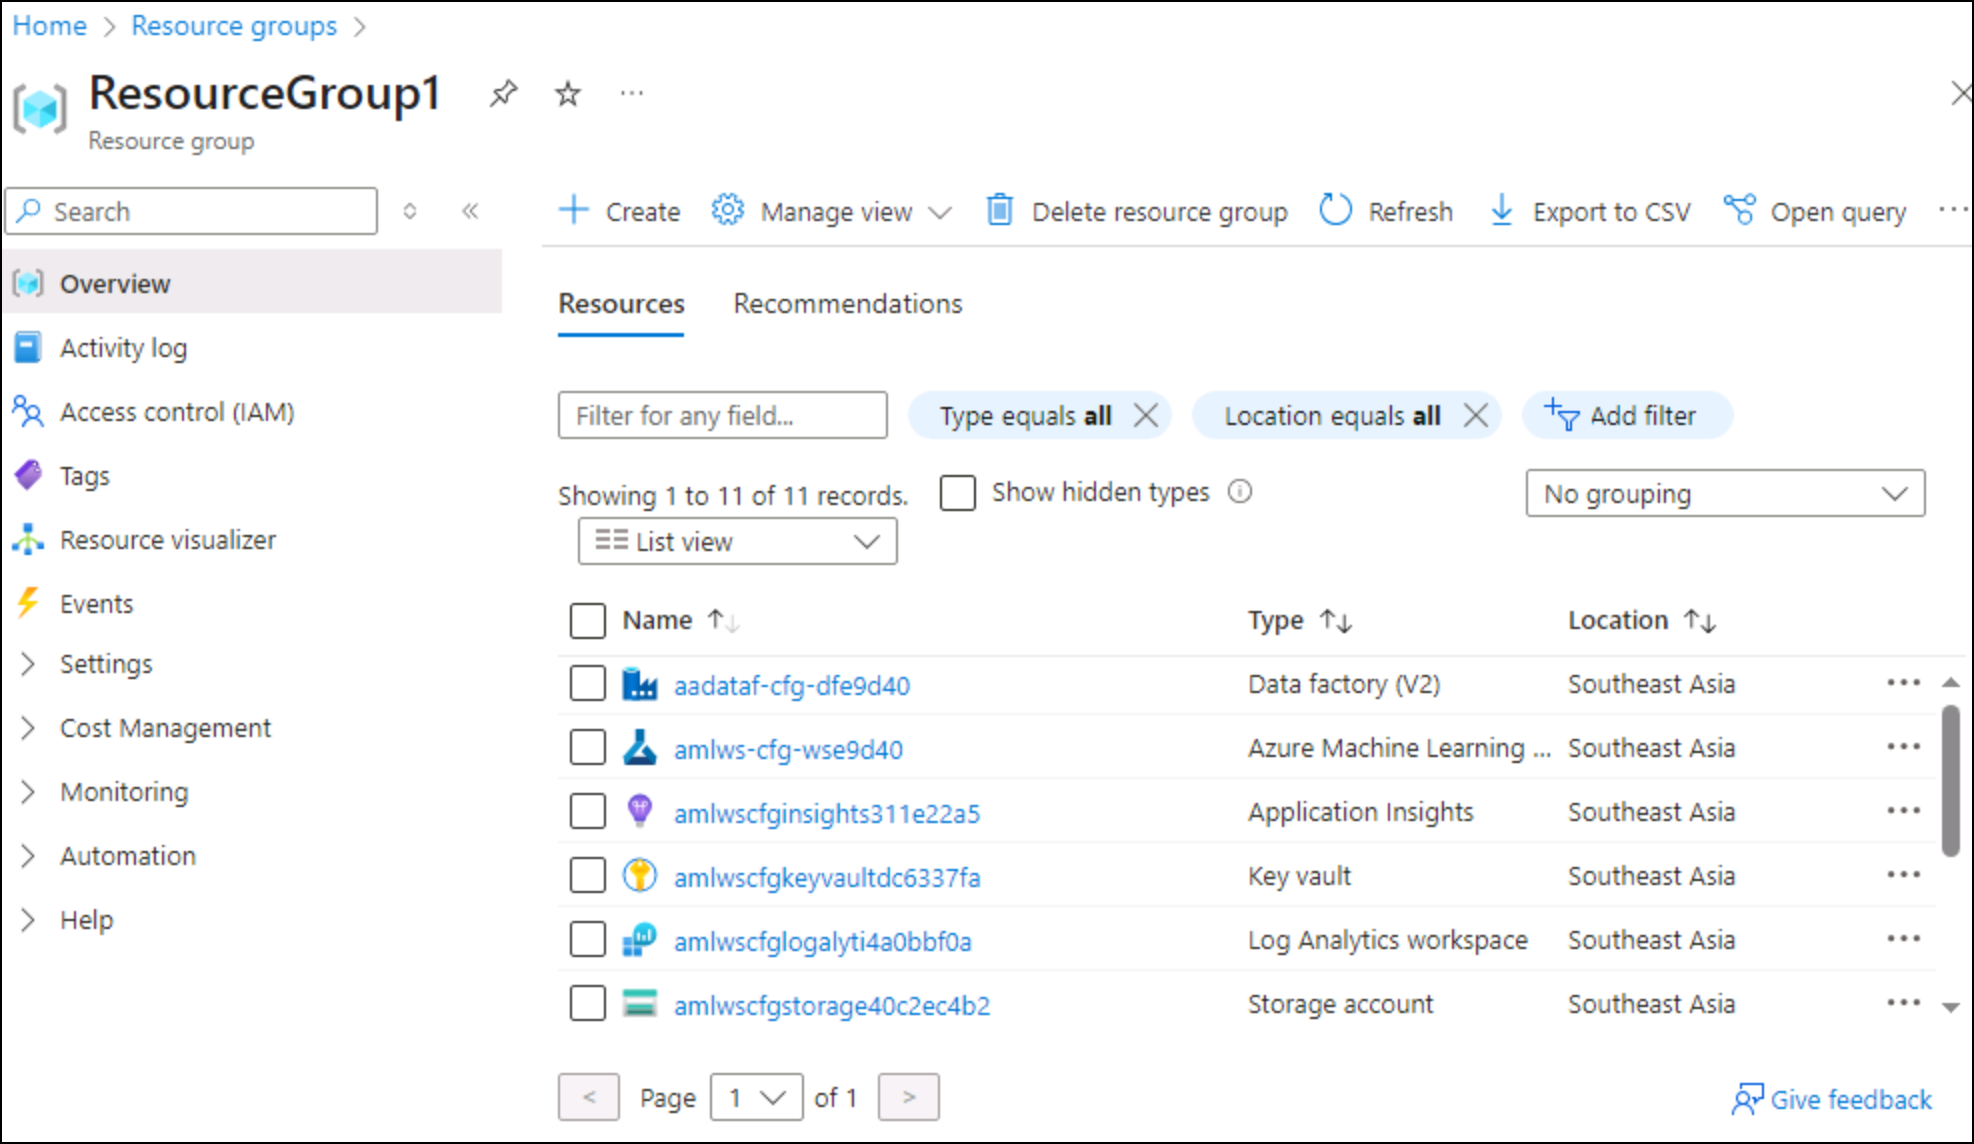 Home > Resource groups >
ResourceGroup1
Resource group
Search
Overview
Activity log
Access control (IAM)
Tags
Resource visualizer
Events
Settings
Cost Management
Monitoring
Automation
Help
Create Manage view Delete resource group Refresh Export to CSV Open query
Resources Recommendations
Filter for any field... Type equals all Location equals all Add filter
Showing 1 to 11 of 11 records. Show hidden types No grouping
List view
Name Type Location
aadataf-cfg-dfe9d40 Data factory (V2) Southeast Asia
amlws-cfg-wse9d40 Azure Machine Learning ... Southeast Asia
amlwscfginsights311e22a5 Application Insights Southeast Asia
amlwscfgkeyvaultdc6337fa Key vault Southeast Asia
amlwscfglogalyti4a0bbf0a Log Analytics workspace Southeast Asia
amlwscfgstorage40c2ec4b2 Storage account Southeast Asia
< Page 1 of 1 >
Give feedback